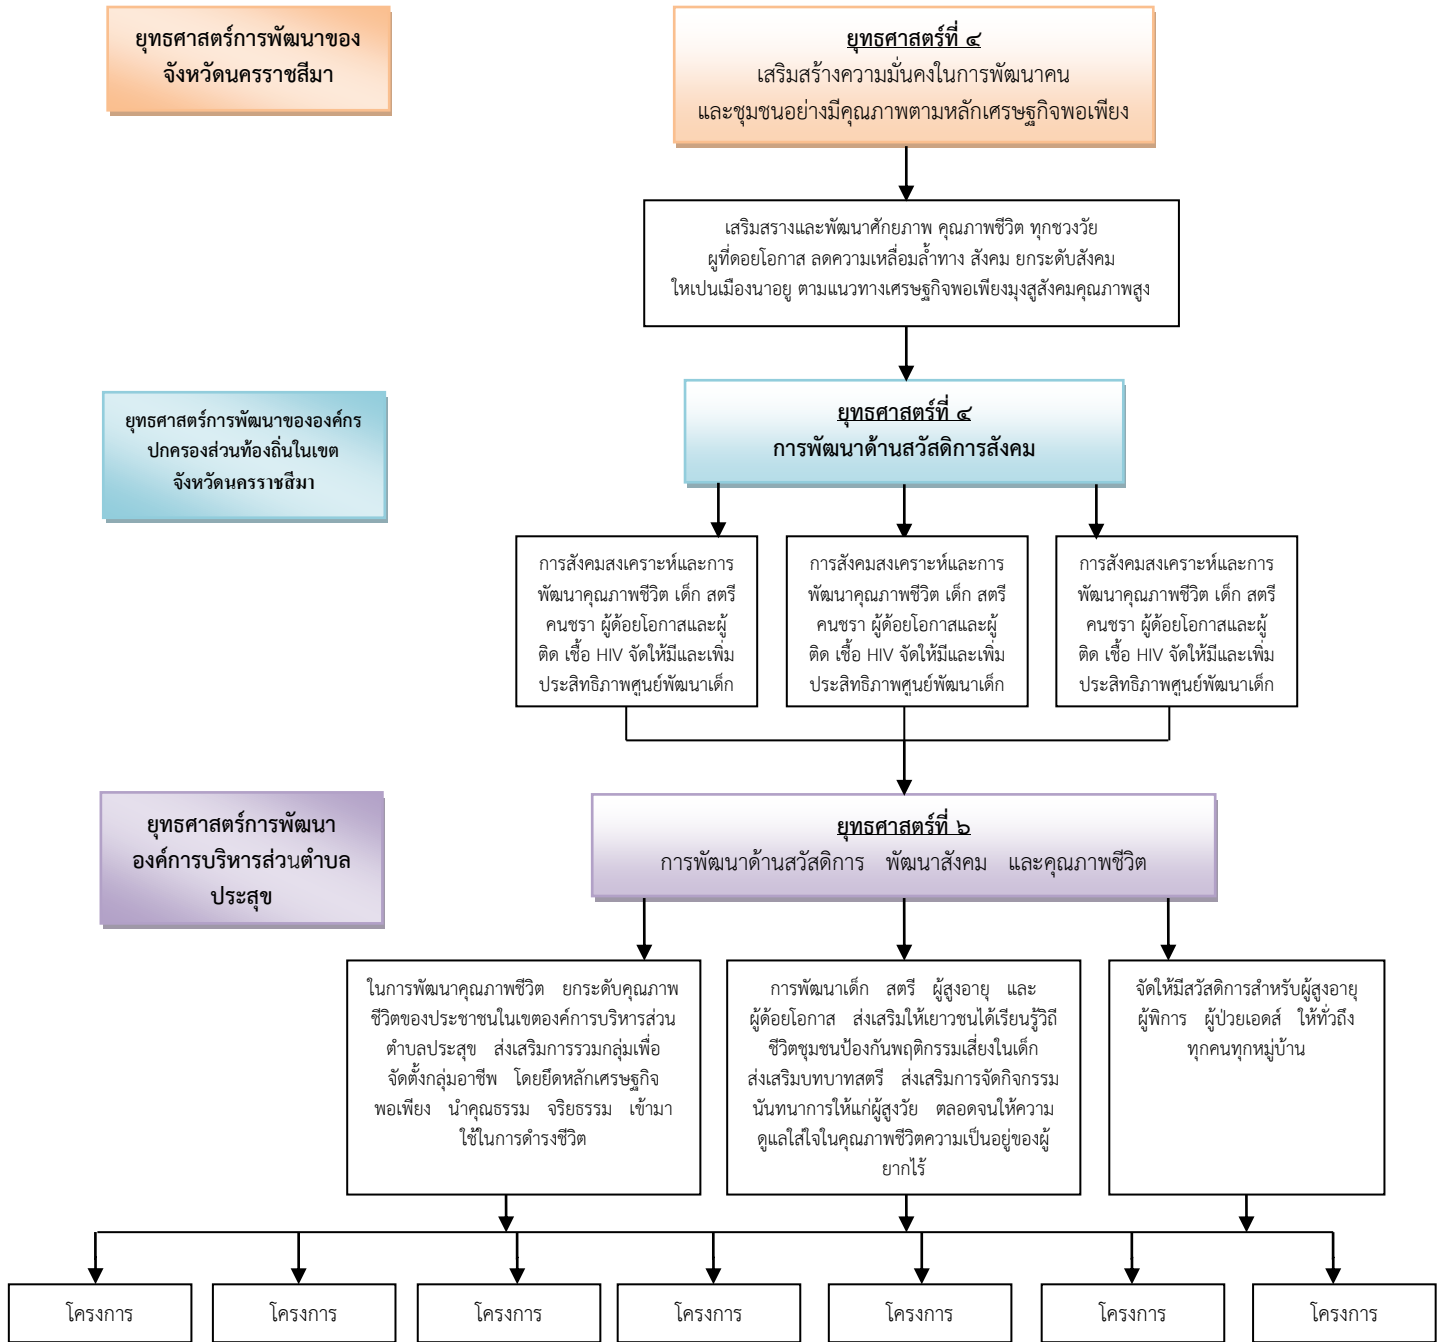 ยุทธศาสตร์การพัฒนาของ
จังหวัดนครราชสีมา
ยุทธศาสตร์ที่ ๔
เสริมสร้างความมั่นคงในการพัฒนาคน
และชุมชนอย่างมีคุณภาพตามหลักเศรษฐกิจพอเพียง
เสริมสรางและพัฒนาศักยภาพ คุณภาพชีวิต ทุกชวงวัย
ผูที่ดอยโอกาส ลดความเหลื่อมล้ำทาง สังคม ยกระดับสังคม
ใหเปนเมืองนาอยู ตามแนวทางเศรษฐกิจพอเพียงมุงสูสังคมคุณภาพสูง
ยุทธศาสตร์การพัฒนาขององค์กร
ปกครองส่วนท้องถิ่นในเขต
จังหวัดนครราชสีมา
ยุทธศาสตร์ที่ ๔
การพัฒนาด้านสวัสดิการสังคม
การสังคมสงเคราะห์และการ
พัฒนาคุณภาพชีวิต เด็ก สตรี
คนชรา ผู้ด้อยโอกาสและผู้
ติด เชื้อ HIV จัดให้มีและเพิ่ม
ประสิทธิภาพศูนย์พัฒนาเด็ก
การสังคมสงเคราะห์และการ
พัฒนาคุณภาพชีวิต เด็ก สตรี
คนชรา ผู้ด้อยโอกาสและผู้
ติด เชื้อ HIV จัดให้มีและเพิ่ม
ประสิทธิภาพศูนย์พัฒนาเด็ก
การสังคมสงเคราะห์และการ
พัฒนาคุณภาพชีวิต เด็ก สตรี
คนชรา ผู้ด้อยโอกาสและผู้
ติด เชื้อ HIV จัดให้มีและเพิ่ม
ประสิทธิภาพศูนย์พัฒนาเด็ก
ยุทธศาสตร์การพัฒนา
องค์การบริหารส่วนตำบล
ประสุข
ยุทธศาสตร์ที่ ๖
การพัฒนาด้านสวัสดิการ พัฒนาสังคม และคุณภาพชีวิต
ในการพัฒนาคุณภาพชีวิต ยกระดับคุณภาพ
ชีวิตของประชาชนในเขตองค์การบริหารส่วน
ตำบลประสุข ส่งเสริมการรวมกลุ่มเพื่อ
จัดตั้งกลุ่มอาชีพ โดยยึดหลักเศรษฐกิจ
พอเพียง นำคุณธรรม จริยธรรม เข้ามา
ใช้ในการดำรงชีวิต
การพัฒนาเด็ก สตรี ผู้สูงอายุ และ
ผู้ด้อยโอกาส ส่งเสริมให้เยาวชนได้เรียนรู้วิถี
ชีวิตชุมชนป้องกันพฤติกรรมเสี่ยงในเด็ก
ส่งเสริมบทบาทสตรี ส่งเสริมการจัดกิจกรรม
นันทนาการให้แก่ผู้สูงวัย ตลอดจนให้ความ
ดูแลใส่ใจในคุณภาพชีวิตความเป็นอยู่ของผู้
ยากไร้
จัดให้มีสวัสดิการสำหรับผู้สูงอายุ
ผู้พิการ ผู้ป่วยเอดส์ ให้ทั่วถึง
ทุกคนทุกหมู่บ้าน
โครงการ
โครงการ
โครงการ
โครงการ
โครงการ
โครงการ
โครงการ